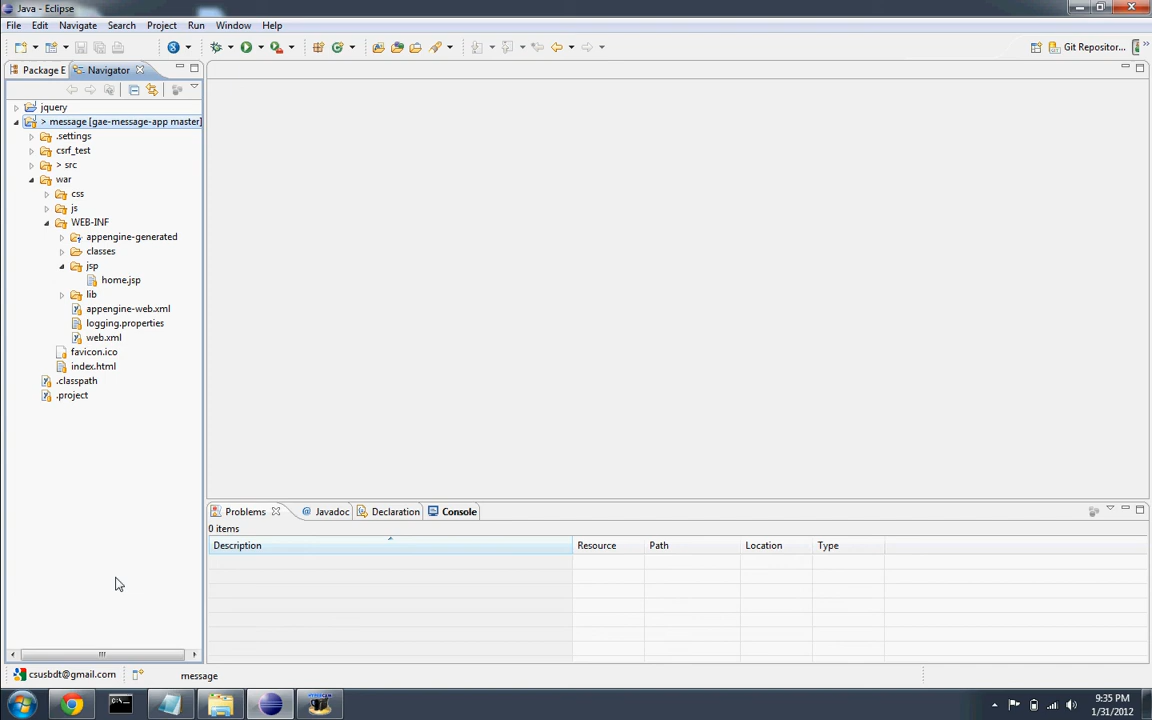 Java - Eclipse
File Edit Navigate Search Project Run Window Help
Git Repositor...
Package E
Navigator
jquery
> message [gae-message-app master]
.settings
csrf_test
> src
war
css
js
WEB-INF
appengine-generated
classes
jsp
home.jsp
lib
appengine-web.xml
logging.properties
web.xml
favicon.ico
index.html
.classpath
.project
Problems @ Javadoc Declaration Console
0 items
Description Resource Path Location Type
csusbdt@gmail.com message
9:35 PM
1/31/2012